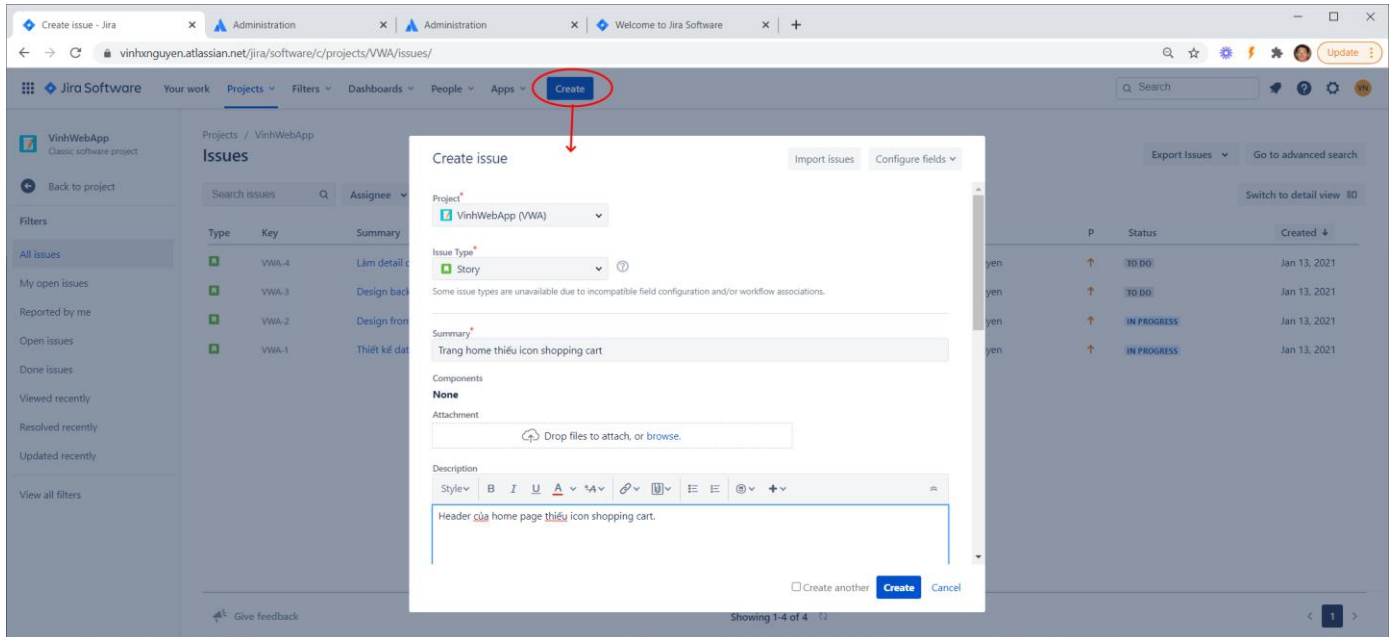 Create issue - Jira
Administration
Administration
Welcome to Jira Software
vinhxnguyen.atlassian.net/jira/software/c/projects/VWA/issues/
Update
Jira Software Your work Projects Filters Dashboards People Apps Create Search VN
VinhWebApp
Classic software project
Back to project
Filters
All issues
My open issues
Reported by me
Open issues
Done issues
Viewed recently
Resolved recently
Updated recently
View all filters
Projects / VinhWebApp
Issues
Export Issues Go to advanced search
Search issues Assignee Switch to detail view
Type Key Summary P Status Created
VWA-4 Làm detail yen TO DO Jan 13, 2021
VWA-3 Design back yen TO DO Jan 13, 2021
VWA-2 Design fron yen IN PROGRESS Jan 13, 2021
VWA-1 Thiết kế dat yen IN PROGRESS Jan 13, 2021
Give feedback
Showing 1-4 of 4
1
Create issue
Import issues Configure fields
Project*
VinhWebApp (VWA)
Issue Type*
Story
Some issue types are unavailable due to incompatible field configuration and/or workflow associations.
Summary*
Trang home thiếu icon shopping cart
Components
None
Attachment
Drop files to attach, or browse.
Description
Style B I U A
Header của home page thiếu icon shopping cart.
Create another Create Cancel